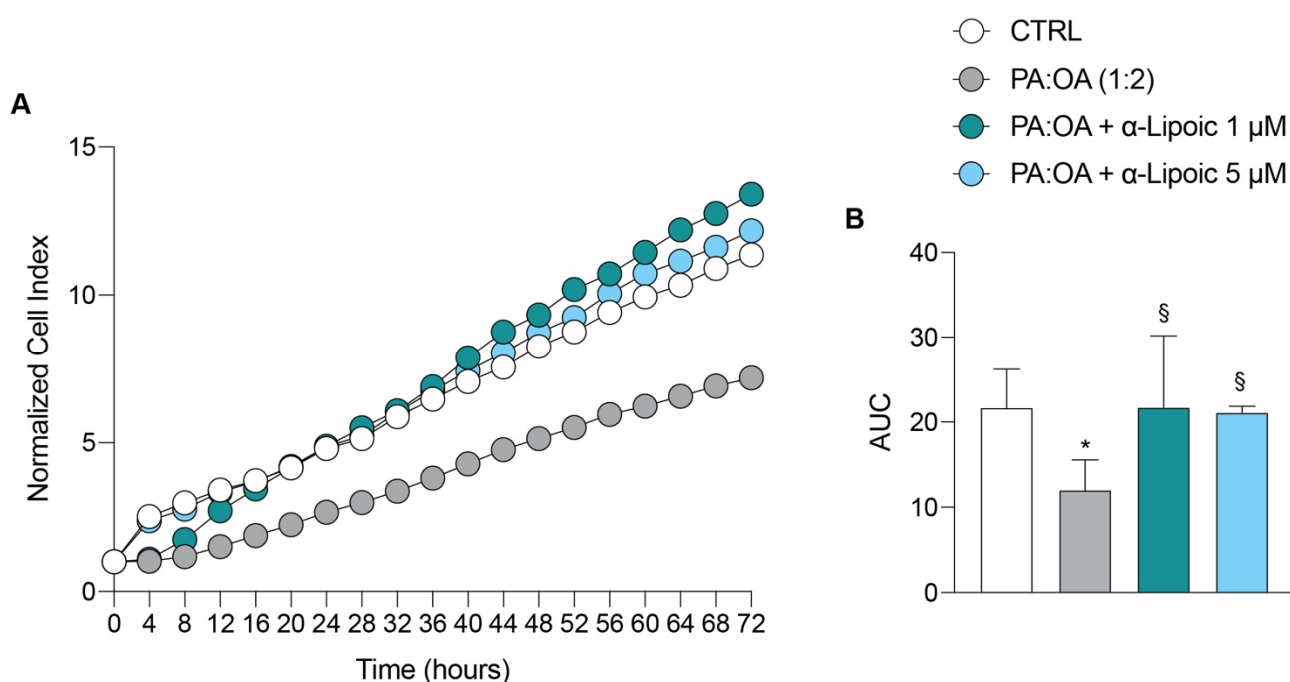 CTRL
PA:OA (1:2)
PA:OA + α-Lipoic 1 µM
PA:OA + α-Lipoic 5 µM
A
15
10
5
0
Normalized Cell Index
0 4 8 12 16 20 24 28 32 36 40 44 48 52 56 60 64 68 72
Time (hours)
B
40
30
20
10
0
AUC
*
§
§